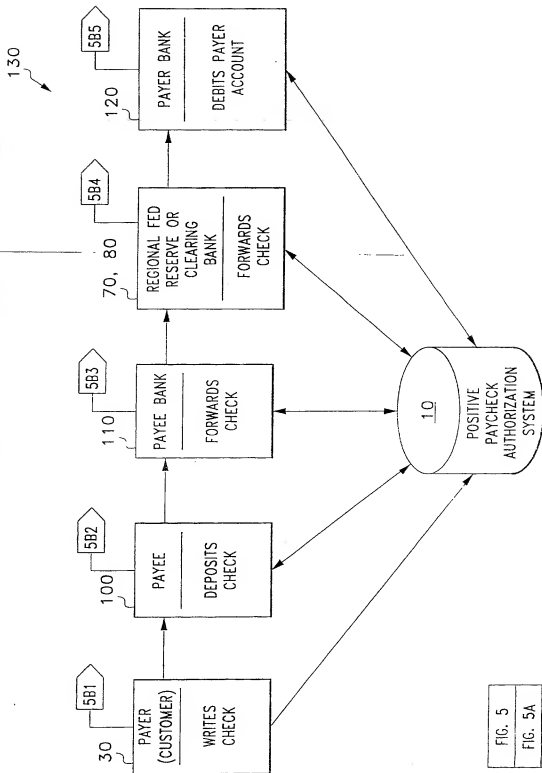 130
5B1
30
PAYER
(CUSTOMER)
WRITES
CHECK
5B2
100
PAYEE
DEPOSITS
CHECK
5B3
110
PAYEE BANK
FORWARDS
CHECK
5B4
70, 80
REGIONAL FED
RESERVE OR
CLEARING
BANK
FORWARDS
CHECK
5B5
120
PAYER BANK
DEBITS PAYER
ACCOUNT
10
POSITIVE
PAYCHECK
AUTHORIZATION
SYSTEM
FIG. 5
FIG. 5A